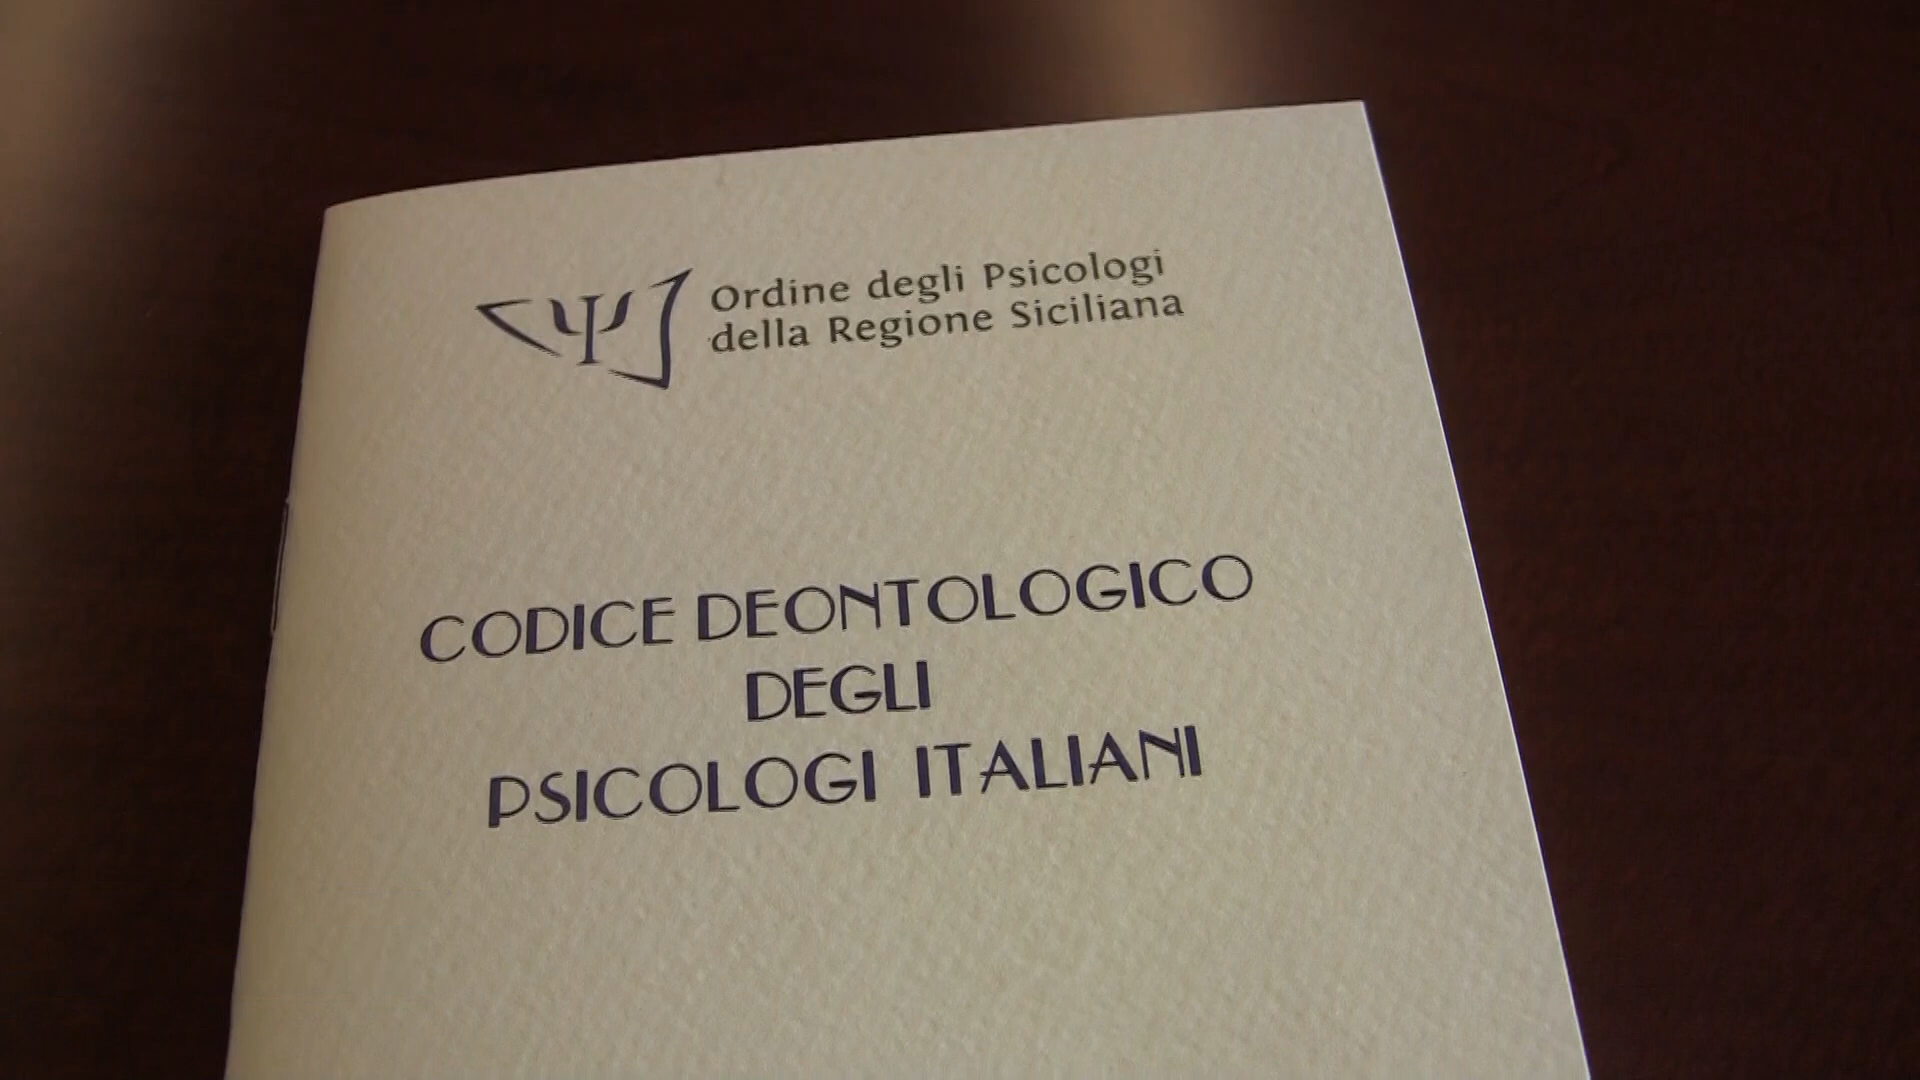 Ordine degli Psicologi
della Regione Siciliana
CODICE DEONTOLOGICO
DEGLI
PSICOLOGI ITALIANI